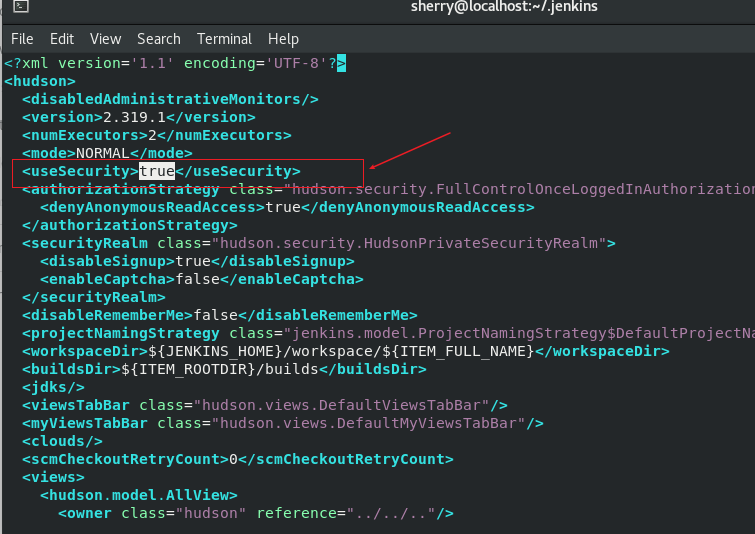 sherry@localhost:~/.jenkins
File Edit View Search Terminal Help
<?xml version='1.1' encoding='UTF-8'?>
<hudson>
  <disabledAdministrativeMonitors/>
  <version>2.319.1</version>
  <numExecutors>2</numExecutors>
  <mode>NORMAL</mode>
  <useSecurity>true</useSecurity>
  <authorizationStrategy class="hudson.security.FullControlOnceLoggedInAuthorization
    <denyAnonymousReadAccess>true</denyAnonymousReadAccess>
  </authorizationStrategy>
  <securityRealm class="hudson.security.HudsonPrivateSecurityRealm">
    <disableSignup>true</disableSignup>
    <enableCaptcha>false</enableCaptcha>
  </securityRealm>
  <disableRememberMe>false</disableRememberMe>
  <projectNamingStrategy class="jenkins.model.ProjectNamingStrategy$DefaultProjectNa
  <workspaceDir>${JENKINS_HOME}/workspace/${ITEM_FULL_NAME}</workspaceDir>
  <buildsDir>${ITEM_ROOTDIR}/builds</buildsDir>
  <jdks/>
  <viewsTabBar class="hudson.views.DefaultViewsTabBar"/>
  <myViewsTabBar class="hudson.views.DefaultMyViewsTabBar"/>
  <clouds/>
  <scmCheckoutRetryCount>0</scmCheckoutRetryCount>
  <views>
    <hudson.model.AllView>
      <owner class="hudson" reference="../../.."/>